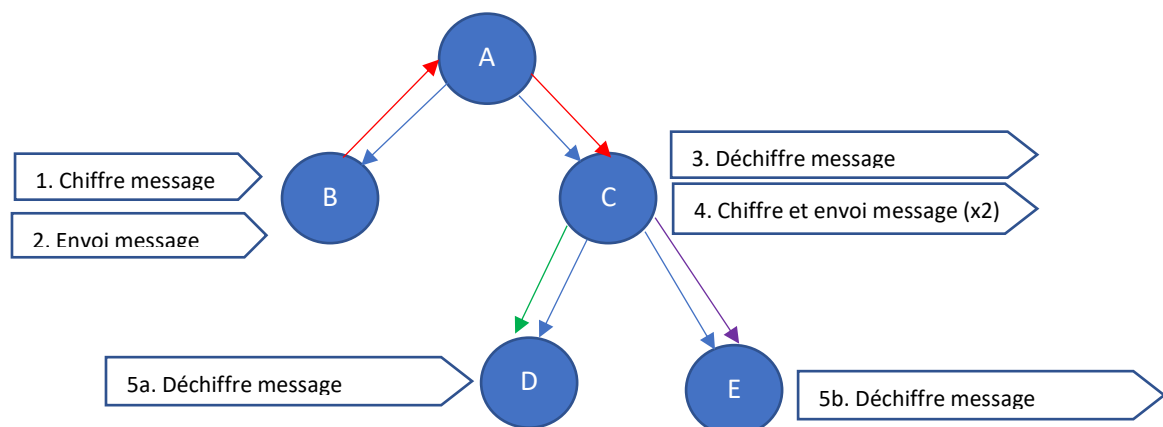 A
1. Chiffre message
B
2. Envoi message
C
3. Déchiffre message
4. Chiffre et envoi message (x2)
5a. Déchiffre message
D
E
5b. Déchiffre message